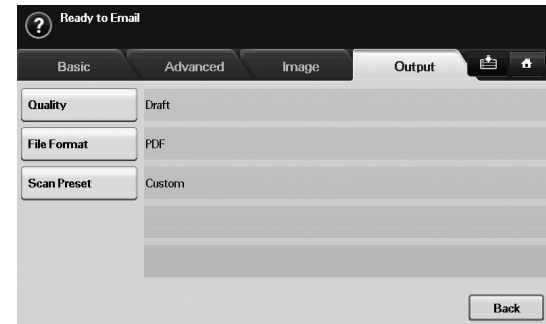 Ready to Email
Basic Advanced Image Output
Quality Draft
File Format PDF
Scan Preset Custom
Back